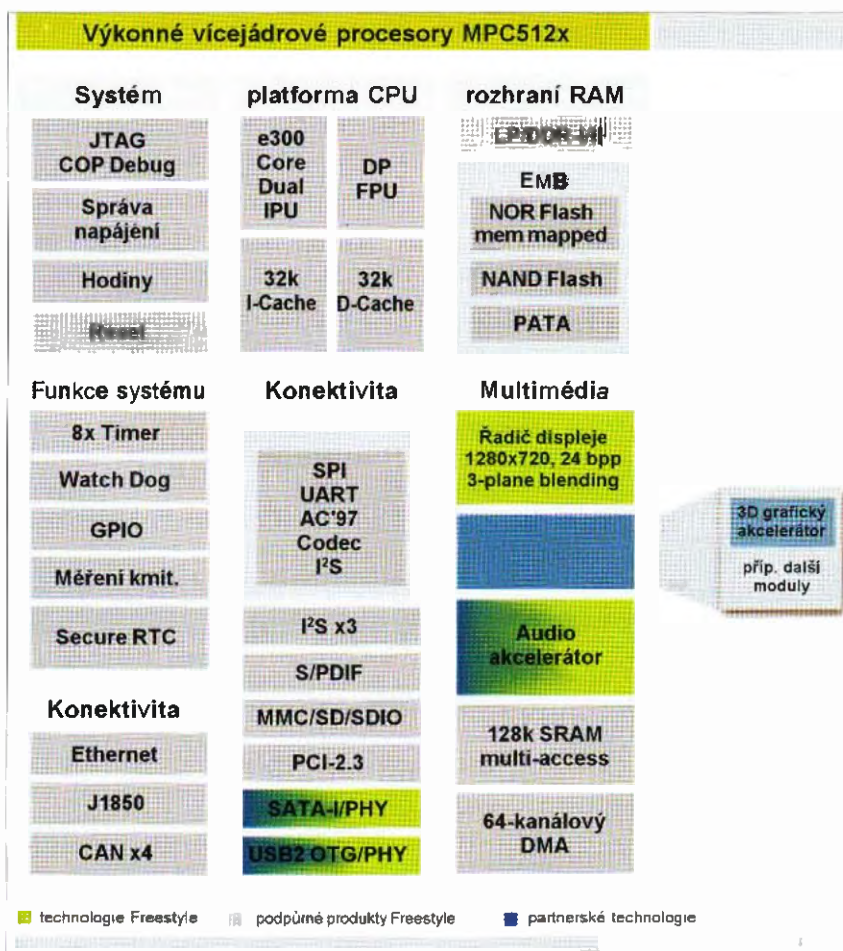 Výkonné vícejádrové procesory MPC512x
Systém
JTAG
COP Debug
Správa
napájení
Hodiny
Reset
platforma CPU
e300
Core
Dual
IPU
DP
FPU
32k
I-Cache
32k
D-Cache
rozhraní RAM
EMB
NOR Flash
mem mapped
NAND Flash
PATA
Funkce systému
8x Timer
Watch Dog
GPIO
Měření kmit.
Secure RTC
Konektivita
Ethernet
J1850
CAN x4
Konektivita
SPI
UART
AC'97
Codec
I²S
I²S x3
S/PDIF
MMC/SD/SDIO
PCI-2.3
SATA-I/PHY
USB2 OTG/PHY
Multimédia
Řadič displeje
1280x720, 24 bpp
3-plane blending
Audio
akcelerátor
128k SRAM
multi-access
64-kanálový
DMA
3D grafický
akcelerátor
příp. další
moduly
technologie Freestyle
podpůrné produkty Freestyle
partnerské technologie